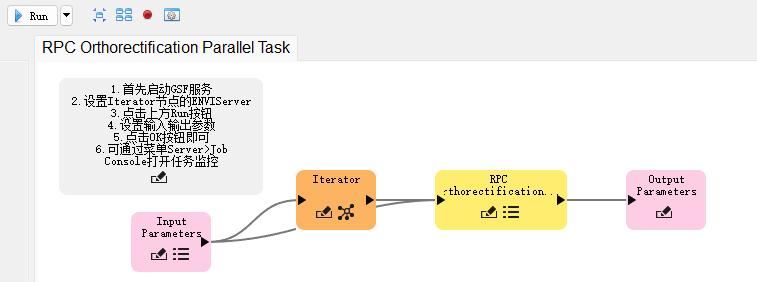 Run
RPC Orthorectification Parallel Task
1.首先启动GSF服务
2.设置Iterator节点的ENVIServer
3.点击上方Run按钮
4.设置输入输出参数
5.点击OK按钮即可
6.可通过菜单Server>Job
Console打开任务监控
Iterator
RPC
thorectification...
Output
Parameters
Input
Parameters